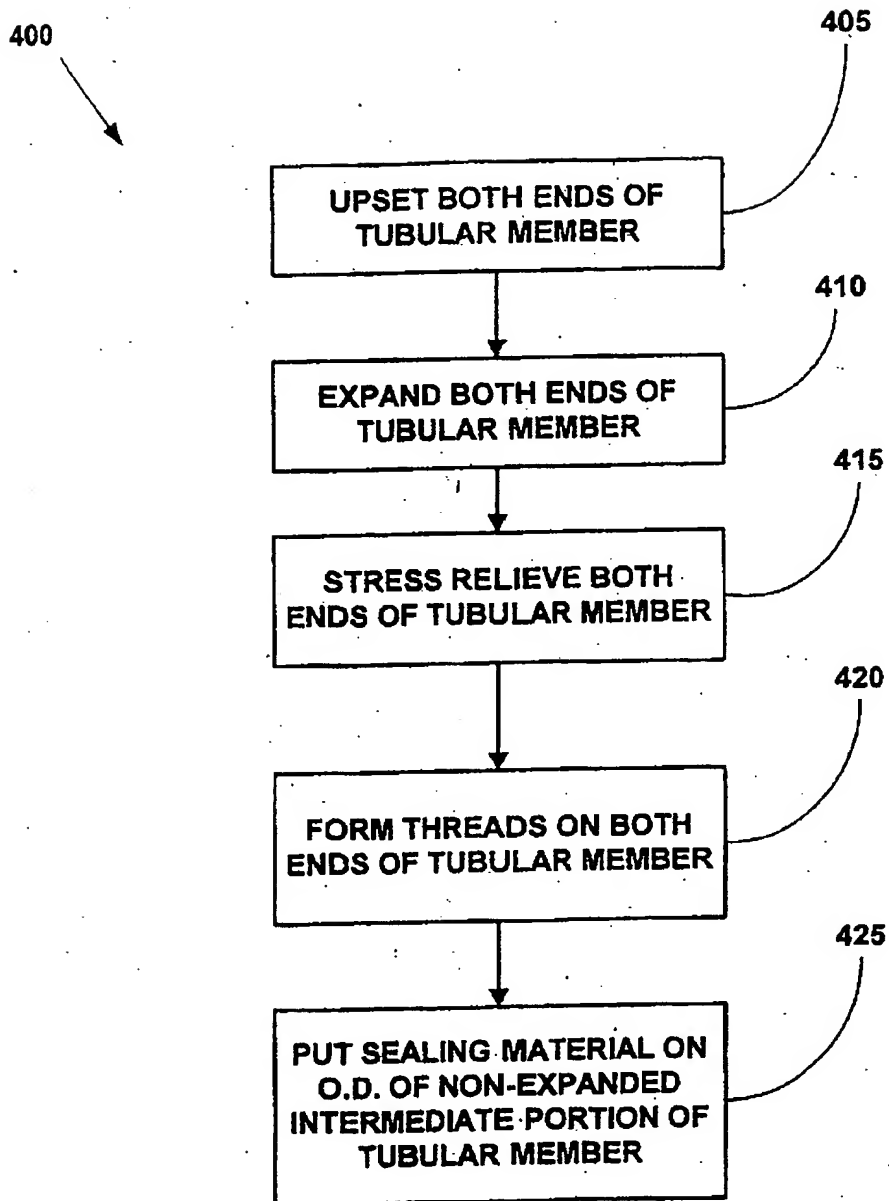 400
405
UPSET BOTH ENDS OF
TUBULAR MEMBER
410
EXPAND BOTH ENDS OF
TUBULAR MEMBER
415
STRESS RELIEVE BOTH
ENDS OF TUBULAR MEMBER
420
FORM THREADS ON BOTH
ENDS OF TUBULAR MEMBER
425
PUT SEALING MATERIAL ON
O.D. OF NON-EXPANDED
INTERMEDIATE PORTION OF
TUBULAR MEMBER